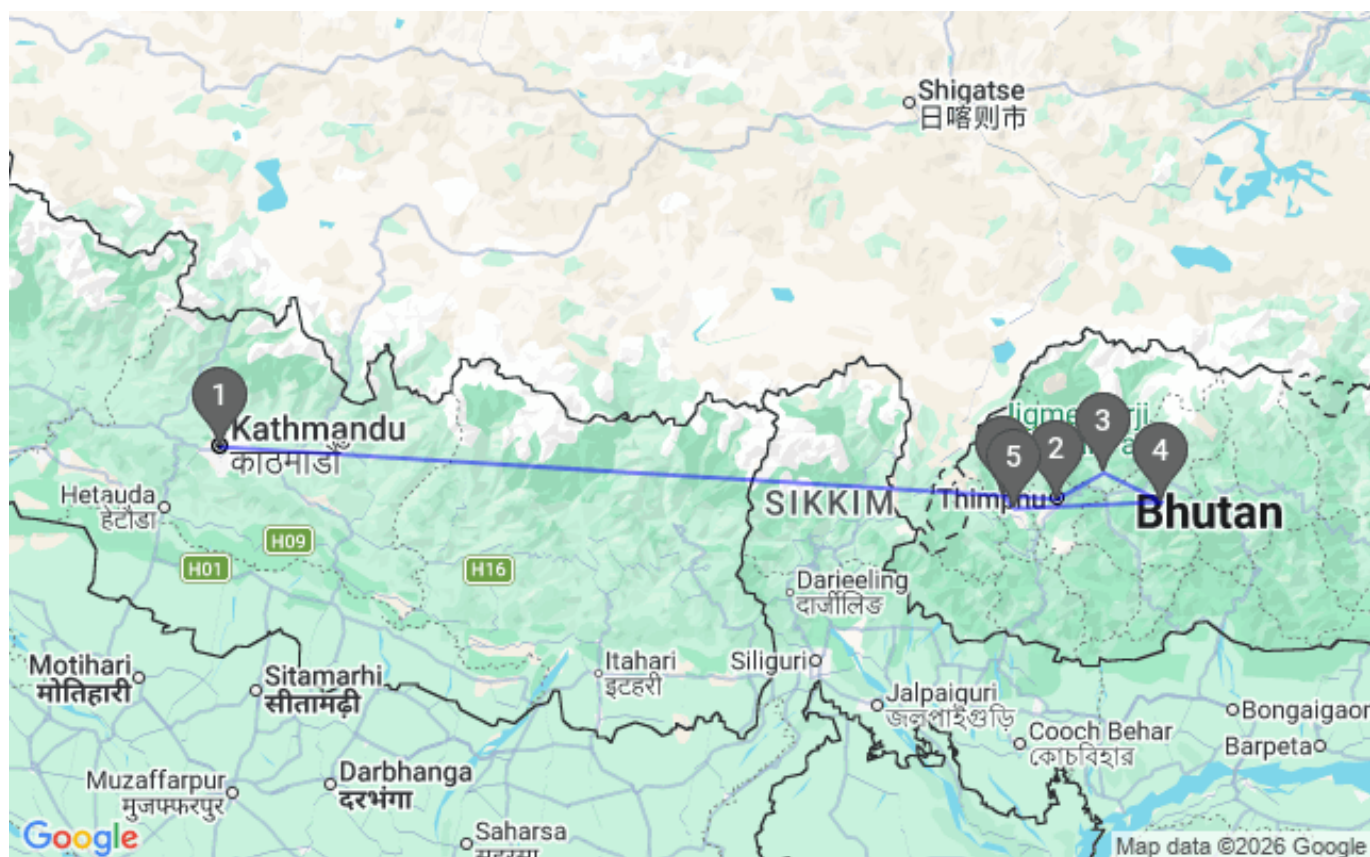 Shigatse
日喀则市
1
Kathmandu
Hetauda
हेटौडा
H09
H01
H16
SIKKIM
3
2
4
5
Thimphu
Bhutan
Darjeeling
दार्जीलिङ
Motihari
मोतिहारी
Sitamarhi
सीतामढ़ी
Itahari
इटहरी
Siliguri
Jalpaiguri
জলপাইগুড়ি
Cooch Behar
কোচবিহার
Bongaigaon
Barpeta
Muzaffarpur
मुजफ्फरपुर
Darbhanga
दरभंगा
Saharsa
Google
Map data ©2026 Google